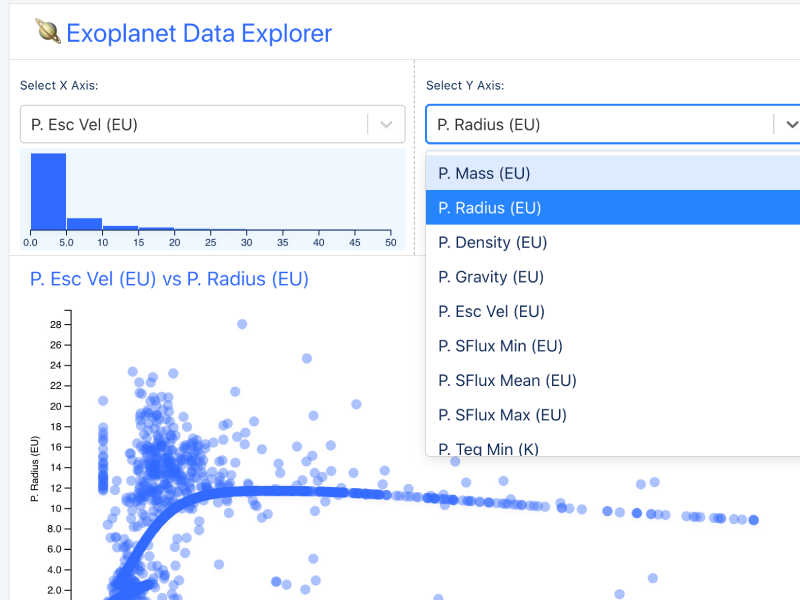 Exoplanet Data Explorer
Select X Axis:
P. Esc Vel (EU)
0.0 5.0 10 15 20 25 30 35 40 45 50
Select Y Axis:
P. Radius (EU)
P. Mass (EU)
P. Radius (EU)
P. Density (EU)
P. Gravity (EU)
P. Esc Vel (EU)
P. SFlux Min (EU)
P. SFlux Mean (EU)
P. SFlux Max (EU)
P. Teq Min (K)
P. Esc Vel (EU) vs P. Radius (EU)
P. Radius (EU)
28
26
24
22
20
18
16
14
12
10
8.0
6.0
4.0
2.0